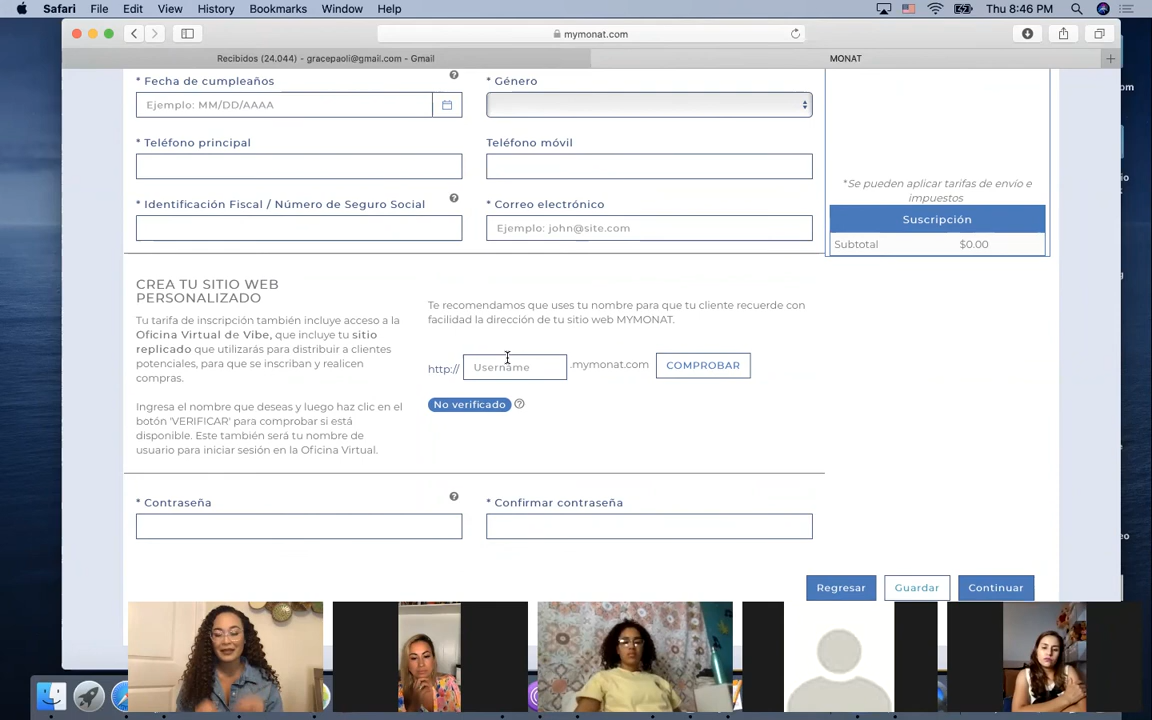 Safari File Edit View History Bookmarks Window Help Thu 8:46 PM
mymonat.com
Recibidos (24.044) - gracepaoli@gmail.com - Gmail
MONAT
* Fecha de cumpleaños
* Género
Ejemplo: MM/DD/AAAA
* Teléfono principal
Teléfono móvil
*Se pueden aplicar tarifas de envío e
impuestos
* Identificación Fiscal / Número de Seguro Social
* Correo electrónico
Suscripción
Ejemplo: john@site.com
Subtotal $0.00
CREA TU SITIO WEB
PERSONALIZADO
Tu tarifa de inscripción también incluye acceso a la
Oficina Virtual de Vibe, que incluye tu sitio
replicado que utilizarás para distribuir a clientes
potenciales, para que se inscriban y realicen
compras.
Ingresa el nombre que deseas y luego haz clic en el
botón 'VERIFICAR' para comprobar si está
disponible. Este también será tu nombre de
usuario para iniciar sesión en la Oficina Virtual.
Te recomendamos que uses tu nombre para que tu cliente recuerde con
facilidad la dirección de tu sitio web MYMONAT.
http:// Username .mymonat.com COMPROBAR
No verificado
* Contraseña
* Confirmar contraseña
Regresar Guardar Continuar